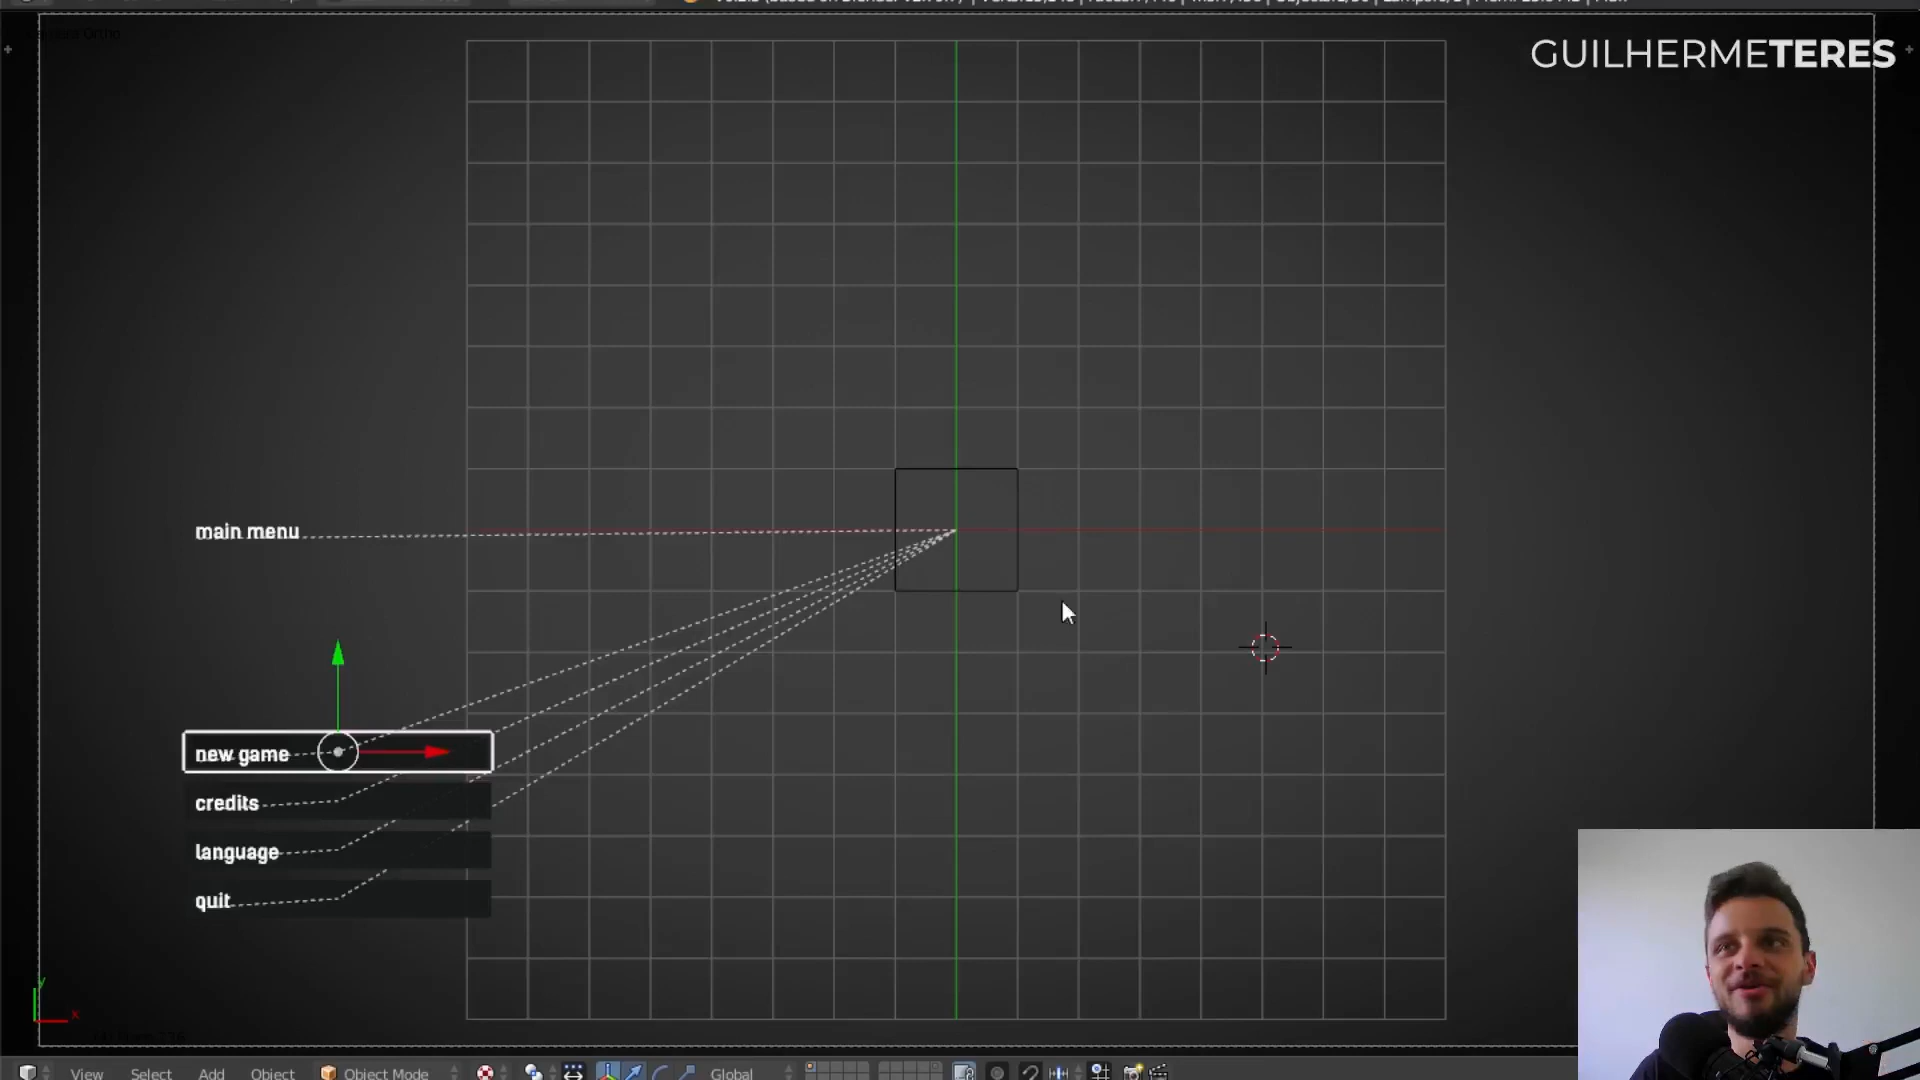 GUILHERMETERES
main menu
new game
credits
language
quit
y
x
View Select Add Object Object Mode Global